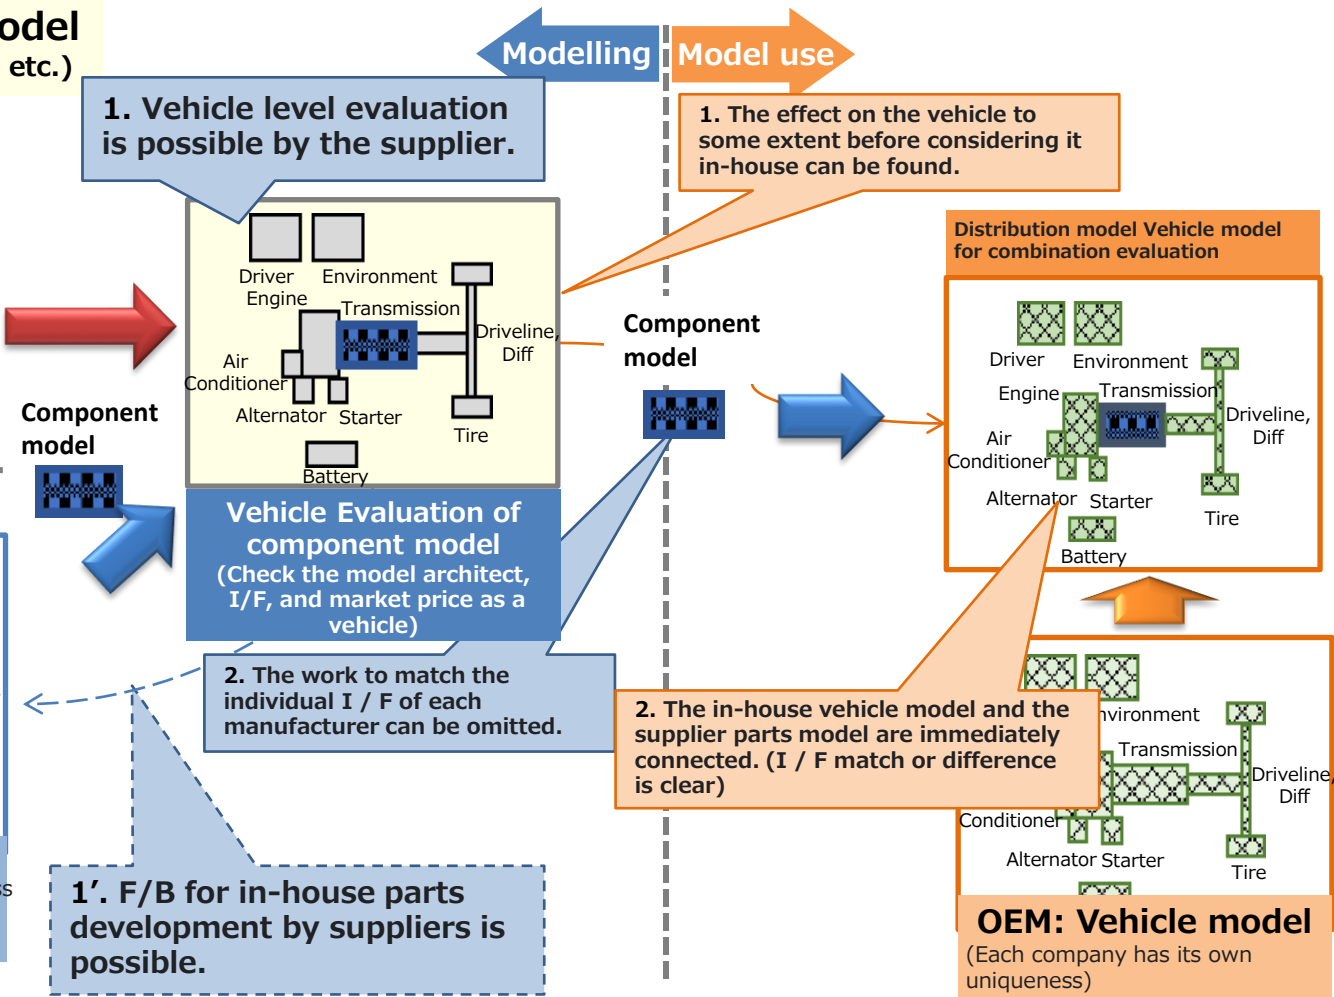 odel
etc.)
Modelling
Model use
1. Vehicle level evaluation
is possible by the supplier.
1. The effect on the vehicle to
some extent before considering it
in-house can be found.
Driver
Environment
Engine
Transmission
Driveline,
Diff
Air
Conditioner
Alternator
Starter
Tire
Battery
Component
model
Vehicle Evaluation of
component model
(Check the model architect,
I/F, and market price as a
vehicle)
Component
model
Distribution model Vehicle model
for combination evaluation
Driver
Environment
Engine
Transmission
Driveline,
Diff
Air
Conditioner
Alternator
Starter
Tire
Battery
2. The work to match the
individual I / F of each
manufacturer can be omitted.
2. The in-house vehicle model and the
supplier parts model are immediately
connected. (I / F match or difference
is clear)
nvironment
Transmission
Driveline,
Diff
Conditioner
Alternator
Starter
Tire
ss
1'. F/B for in-house parts
development by suppliers is
possible.
OEM: Vehicle model
(Each company has its own
uniqueness)